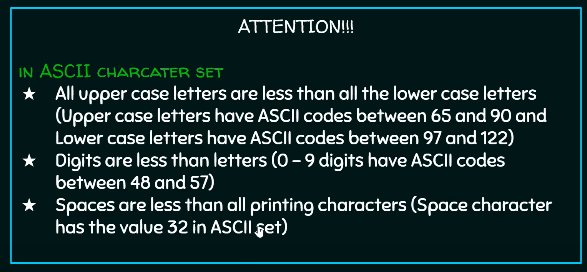 ATTENTION!!!
IN ASCII CHARCATER SET
★ All upper case letters are less than all the lower case letters
(Upper case letters have ASCII codes between 65 and 90 and
Lower case letters have ASCII codes between 97 and 122)
★ Digits are less than letters (0 – 9 digits have ASCII codes
between 48 and 57)
★ Spaces are less than all printing characters (Space character
has the value 32 in ASCII set)